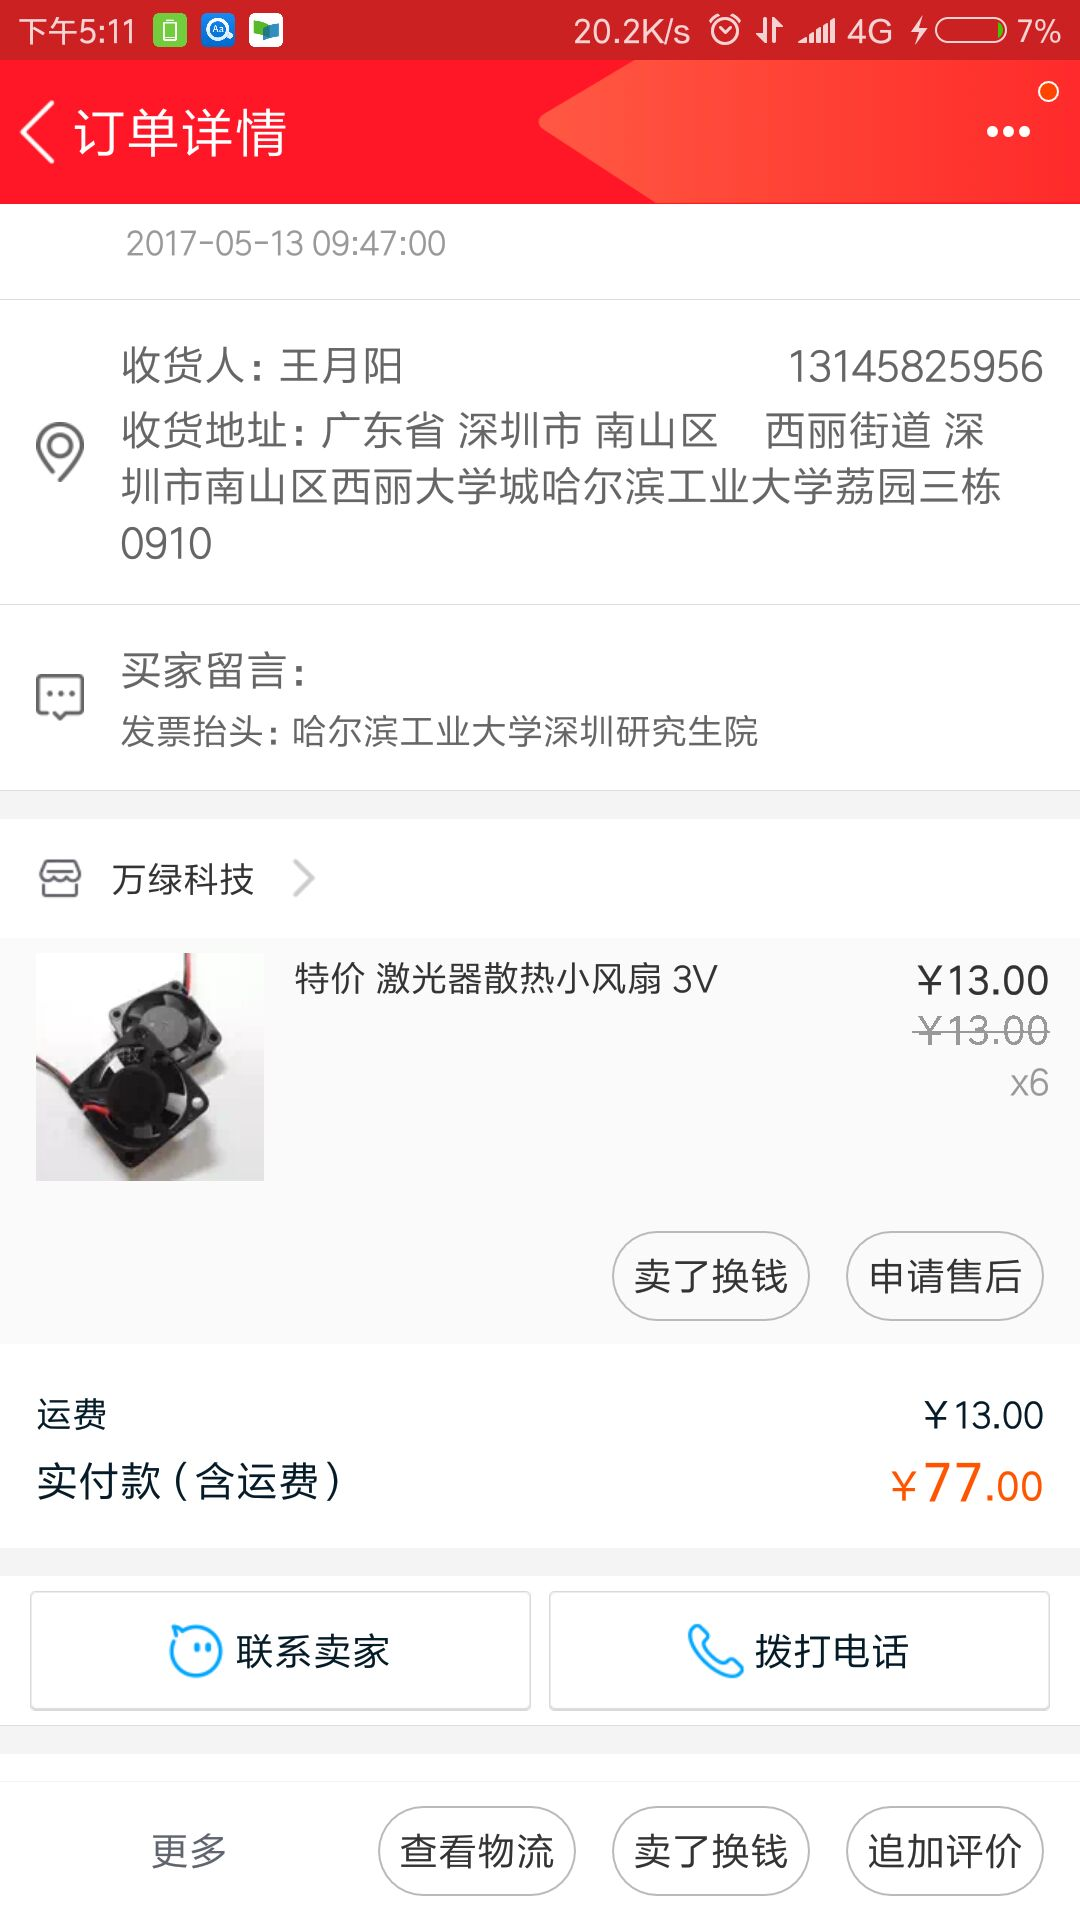 下午5:11 20.2K/s 4G 7%
订单详情
2017-05-13 09:47:00
收货人：王月阳 13145825956
收货地址：广东省 深圳市 南山区 西丽街道 深
圳市南山区西丽大学城哈尔滨工业大学荔园三栋
0910
买家留言：
发票抬头：哈尔滨工业大学深圳研究生院
万绿科技
特价 激光器散热小风扇 3V ￥13.00
￥13.00
x6
卖了换钱 申请售后
运费 ￥13.00
实付款（含运费） ￥77.00
联系卖家 拨打电话
更多 查看物流 卖了换钱 追加评价